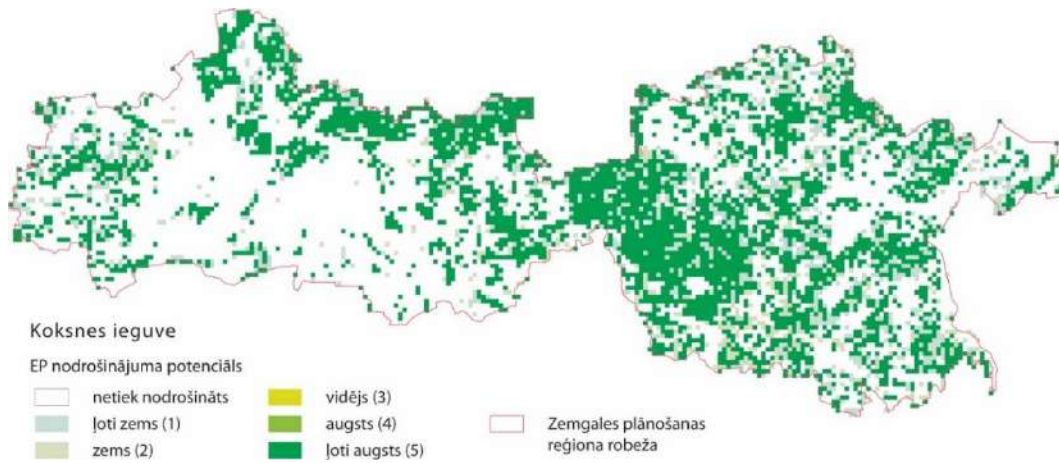 Koksnes ieguve
EP nodrošinājuma potenciāls
netiek nodrošināts
ļoti zems (1)
zems (2)
vidējs (3)
augsts (4)
ļoti augsts (5)
Zemgales plānošanas
reģiona robeža